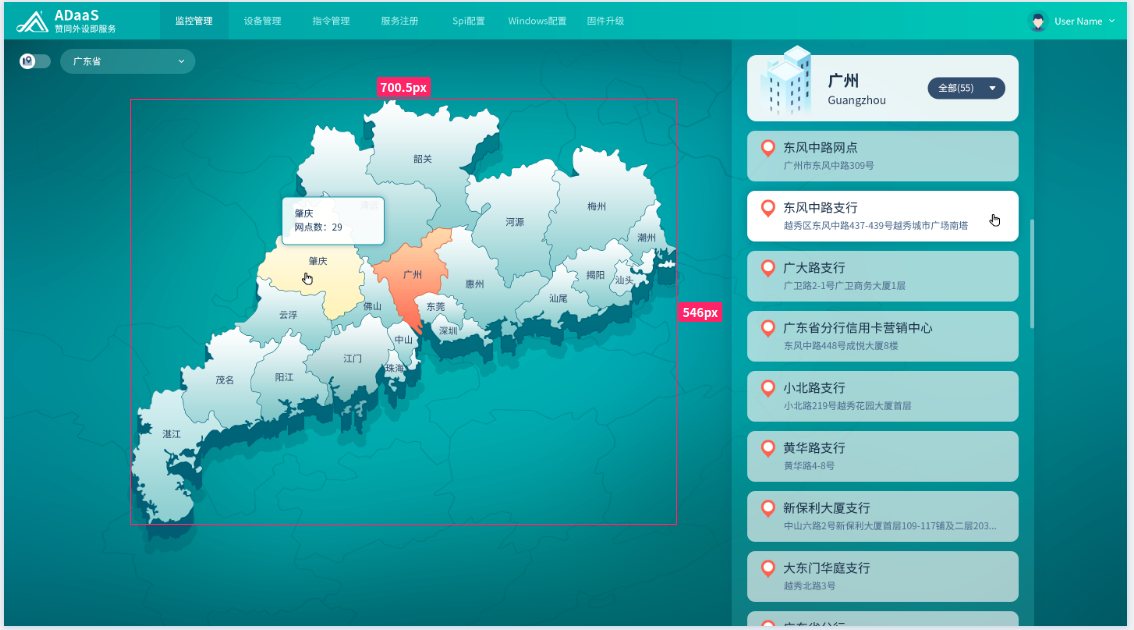 ADaaS
赞同外设即服务
监控管理
设备管理
指令管理
服务注册
Spi配置
Windows配置
固件升级
User Name
广东省
700.5px
546px
韶关
河源
梅州
潮州
揭阳
汕头
汕尾
惠州
广州
东莞
深圳
肇庆
网点数：29
肇庆
佛山
云浮
中山
珠海
江门
阳江
茂名
湛江
广州
Guangzhou
全部(55)
东风中路网点
广州市东风中路309号
东风中路支行
越秀区东风中路437-439号越秀城市广场南塔
广大路支行
广卫路2-1号广卫商务大厦1层
广东省分行信用卡营销中心
东风中路448号成悦大厦8楼
小北路支行
小北路219号越秀花园大厦首层
黄华路支行
黄华路4-8号
新保利大厦支行
中山六路2号新保利大厦首层109-117铺及二层203...
大东门华庭支行
越秀北路3号
广东省分行